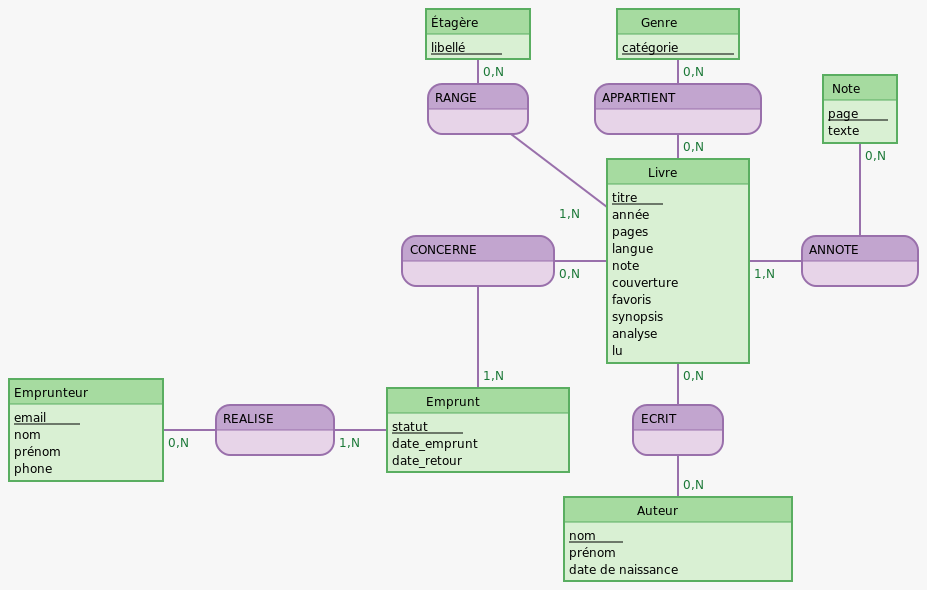 Étagère
libellé
0,N
Genre
catégorie
0,N
RANGE
APPARTIENT
Note
page
texte
0,N
0,N
1,N
Livre
titre
année
pages
langue
note
couverture
favoris
synopsis
analyse
lu
CONCERNE
0,N
1,N
ANNOTE
1,N
0,N
Emprunteur
email
nom
prénom
phone
0,N
REALISE
1,N
Emprunt
statut
date_emprunt
date_retour
ECRIT
0,N
Auteur
nom
prénom
date de naissance